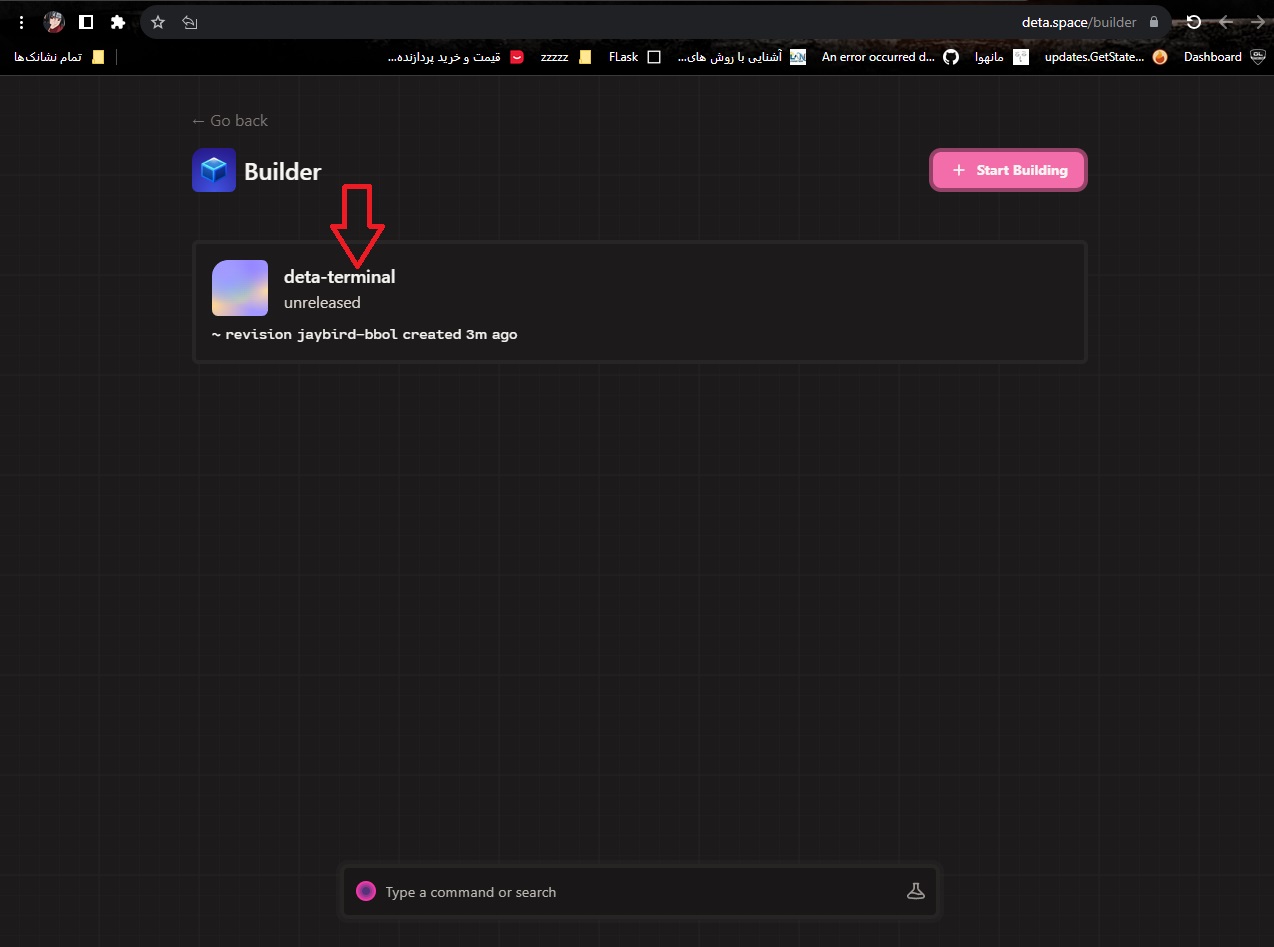 deta.space/builder
تمام نشانک‌ها
قیمت و خرید پردازنده...
zzzzz
FLask
آشنایی با روش های...
An error occurred d...
مانهوا
updates.GetState...
Dashboard
← Go back
Builder
+ Start Building
deta-terminal
unreleased
~ revision jaybird-bbol created 3m ago
Type a command or search